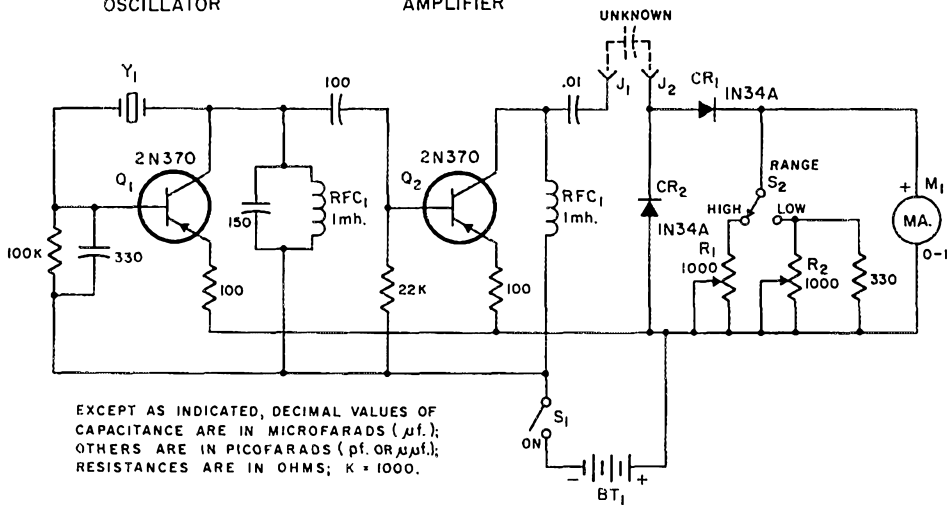 OSCILLATOR
AMPLIFIER
UNKNOWN
Y1
100
.01
J1
J2
CR1
1N34A
2N370
Q1
150
RFC1
1mh.
2N370
Q2
RFC1
1mh.
CR2
1N34A
RANGE
S2
HIGH
LOW
+ M1
MA.
0-1
100K
330
100
22K
100
R1
1000
R2
1000
330
S1
ON
- +
BT1
EXCEPT AS INDICATED, DECIMAL VALUES OF
CAPACITANCE ARE IN MICROFARADS (μf.);
OTHERS ARE IN PICOFARADS (pf. OR μμf.);
RESISTANCES ARE IN OHMS; K = 1000.